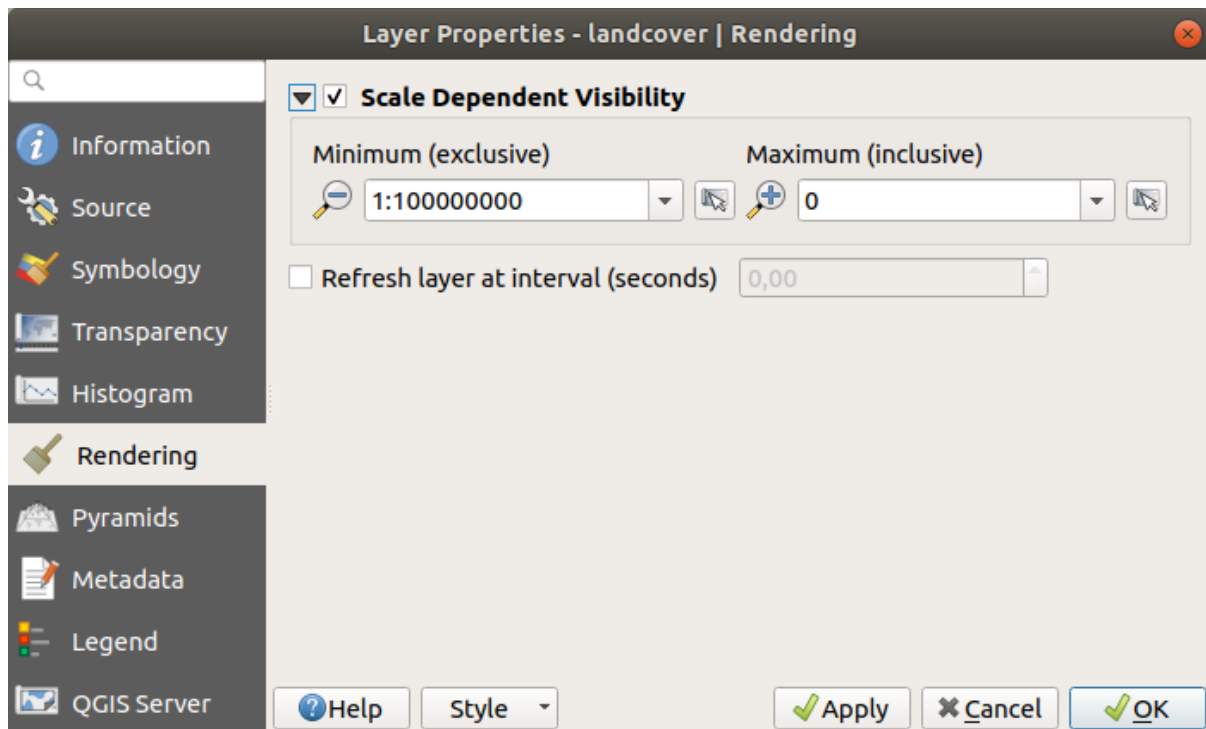 Layer Properties - landcover | Rendering
Information
Source
Symbology
Transparency
Histogram
Rendering
Pyramids
Metadata
Legend
QGIS Server
Scale Dependent Visibility
Minimum (exclusive) Maximum (inclusive)
1:100000000 0
Refresh layer at interval (seconds) 0,00
Help Style Apply Cancel OK